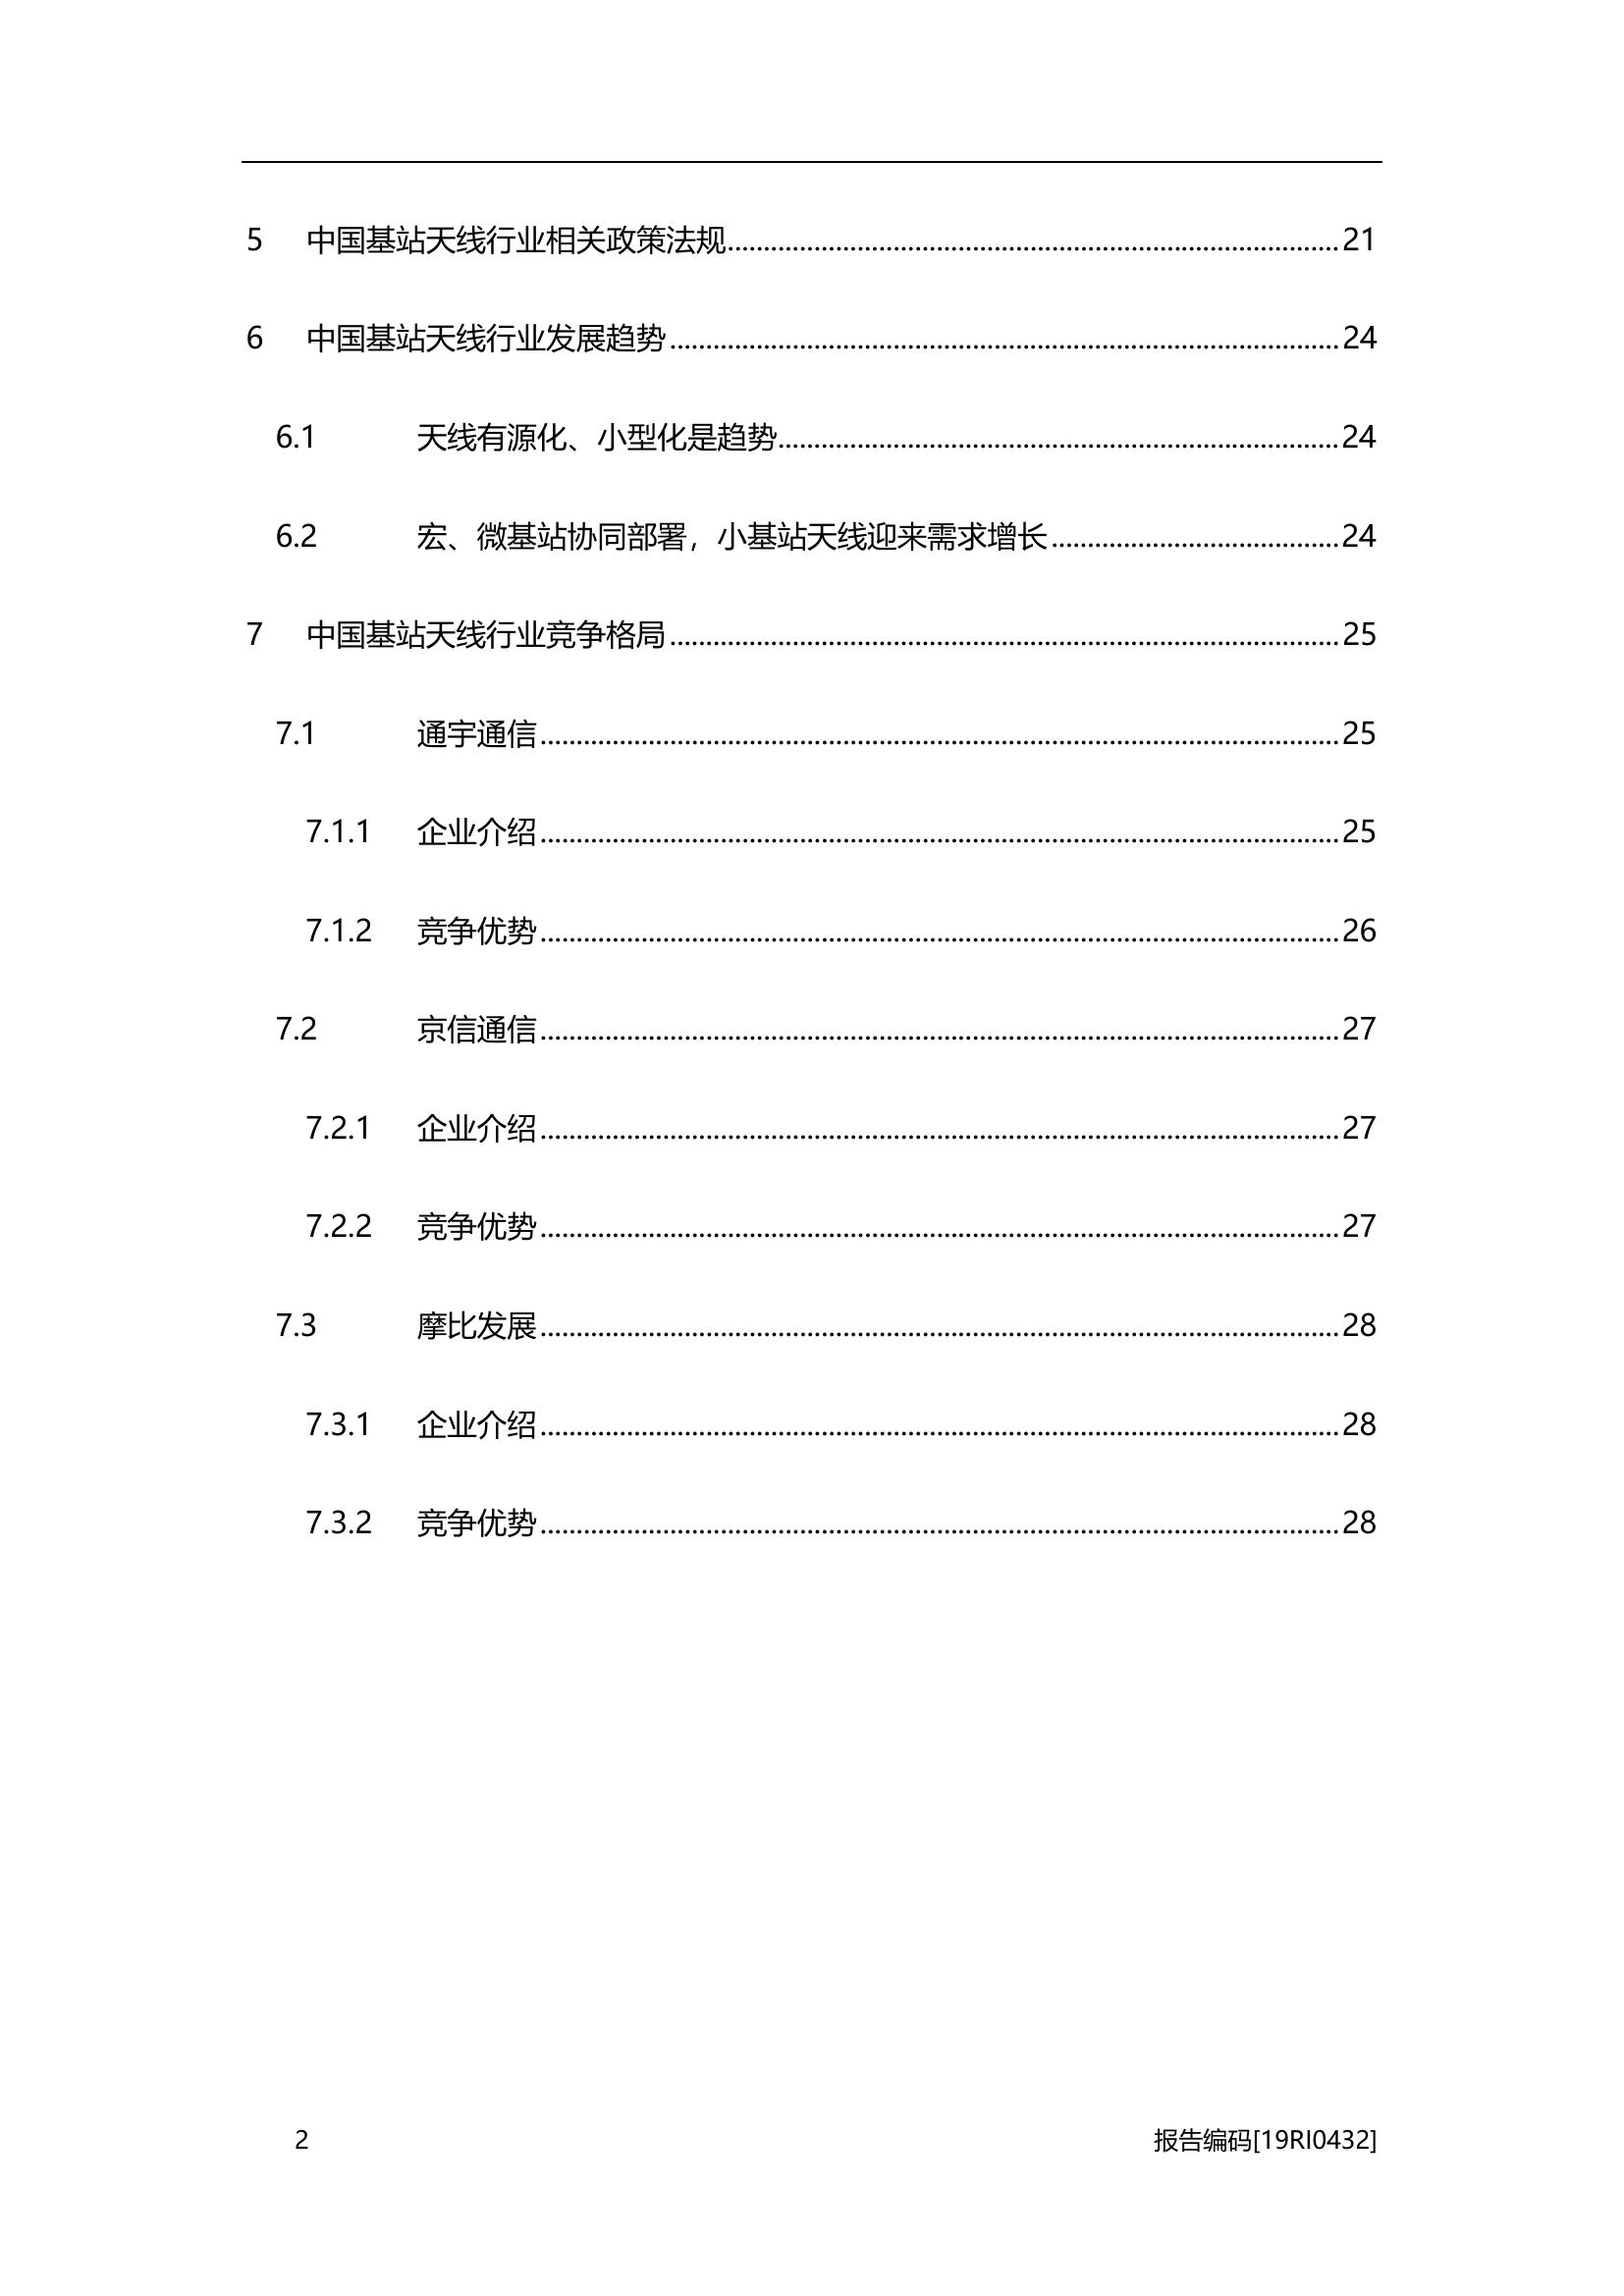 5 中国基站天线行业相关政策法规 21
6 中国基站天线行业发展趋势 24
6.1 天线有源化、小型化是趋势 24
6.2 宏、微基站协同部署，小基站天线迎来需求增长 24
7 中国基站天线行业竞争格局 25
7.1 通宇通信 25
7.1.1 企业介绍 25
7.1.2 竞争优势 26
7.2 京信通信 27
7.2.1 企业介绍 27
7.2.2 竞争优势 27
7.3 摩比发展 28
7.3.1 企业介绍 28
7.3.2 竞争优势 28
2 报告编码[19RI0432]